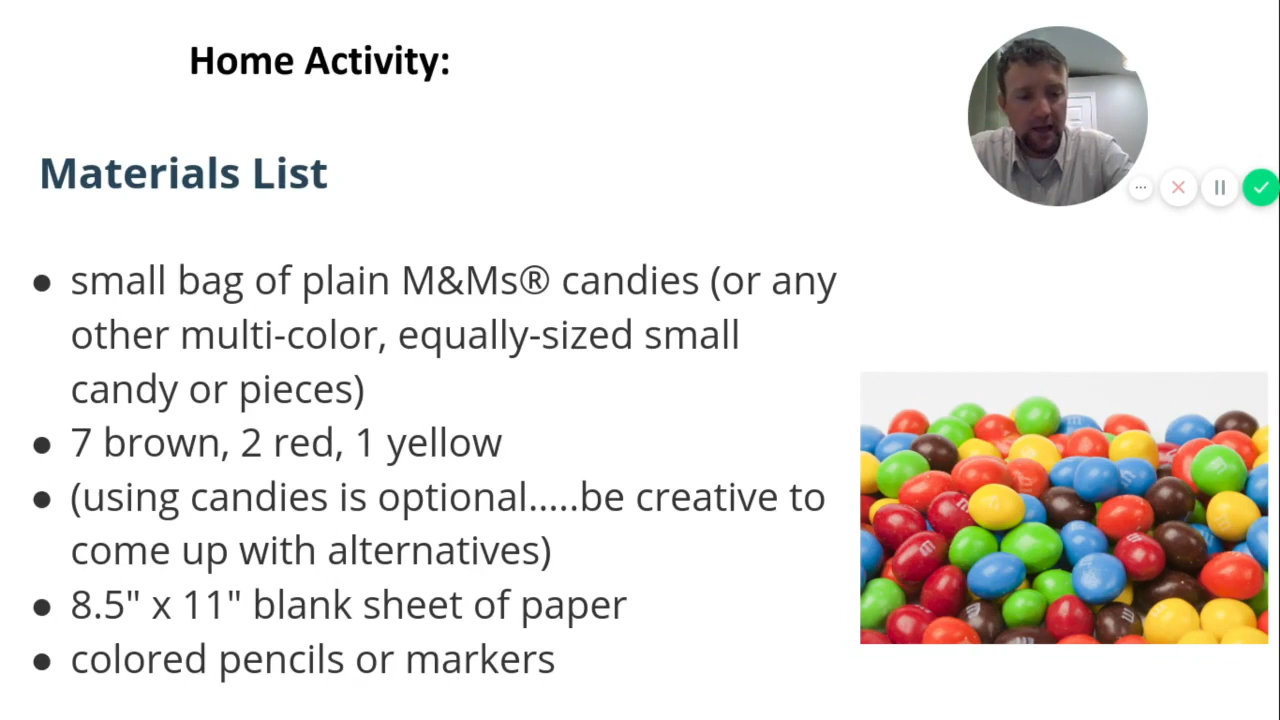 Home Activity:
Materials List
● small bag of plain M&Ms® candies (or any
other multi-color, equally-sized small
candy or pieces)
● 7 brown, 2 red, 1 yellow
● (using candies is optional.....be creative to
come up with alternatives)
● 8.5" x 11" blank sheet of paper
● colored pencils or markers